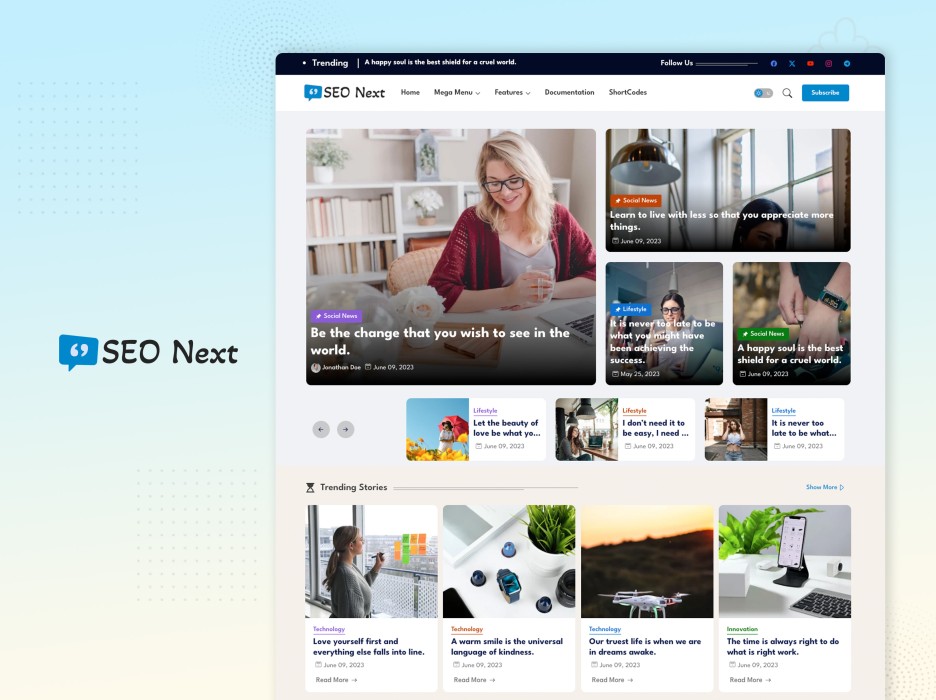 SEO Next
Trending
A happy soul is the best shield for a cruel world.
Follow Us
SEO Next
Home
Mega Menu
Features
Documentation
ShortCodes
Subscribe
Social News
Be the change that you wish to see in the
world.
Jonathan Doe
June 09, 2023
Social News
Learn to live with less so that you appreciate more
things.
June 09, 2023
Lifestyle
It is never too late to be
what you might have
been achieving the
success.
May 25, 2023
Social News
A happy soul is the best
shield for a cruel world.
June 09, 2023
Lifestyle
Let the beauty of
love be what yo...
June 09, 2023
Lifestyle
I don't need it to
be easy, I need ...
June 09, 2023
Lifestyle
It is never too
late to be what...
June 09, 2023
Trending Stories
Show More
Technology
Love yourself first and
everything else falls into line.
June 09, 2023
Read More →
Technology
A warm smile is the universal
language of kindness.
June 09, 2023
Read More →
Technology
Our truest life is when we are
in dreams awake.
June 09, 2023
Read More →
Innovation
The time is always right to do
what is right work.
June 09, 2023
Read More →